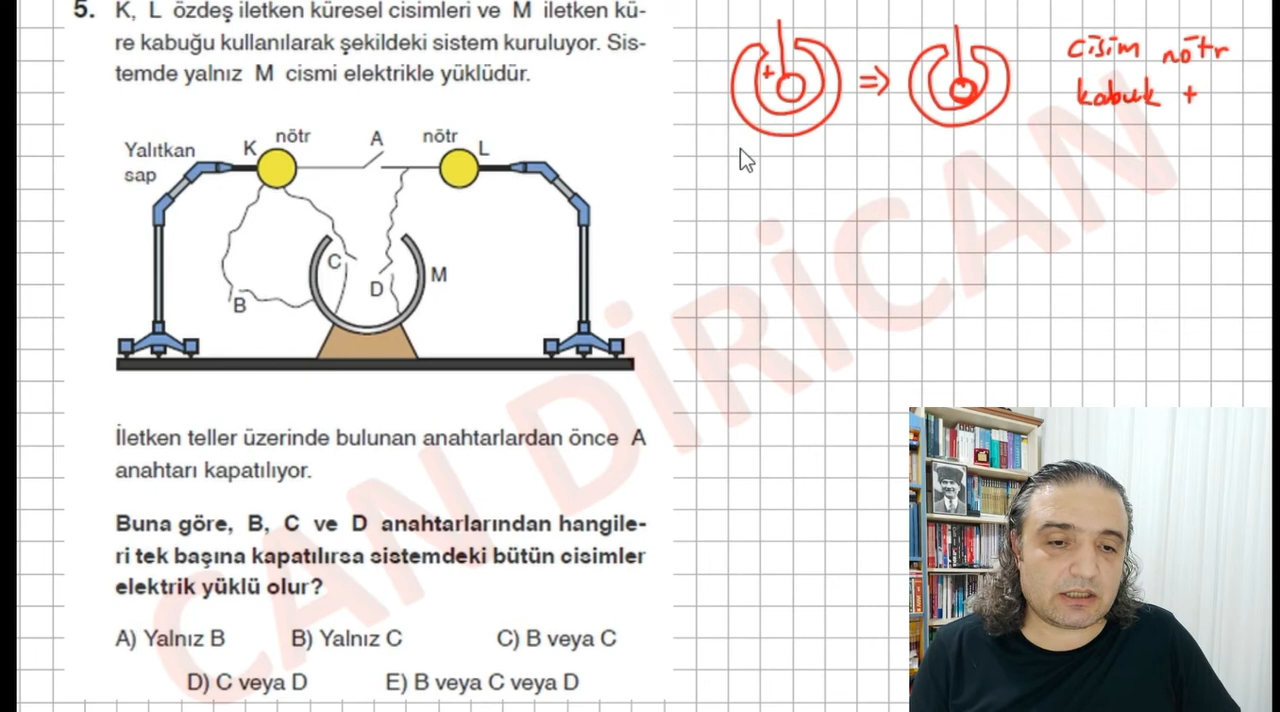 5. K, L özdeş iletken küresel cisimleri ve M iletken kü-
re kabuğu kullanılarak şekildeki sistem kuruluyor. Sis-
temde yalnız M cismi elektrikle yüklüdür.
cisim nötr
kabuk +
+
Yalıtkan
sap
K
nötr
A
nötr
L
C
D
M
B
İletken teller üzerinde bulunan anahtarlardan önce A
anahtarı kapatılıyor.
Buna göre, B, C ve D anahtarlarından hangile-
ri tek başına kapatılırsa sistemdeki bütün cisimler
elektrik yüklü olur?
A) Yalnız B B) Yalnız C C) B veya C
D) C veya D E) B veya C veya D
CAN DİRİCAN